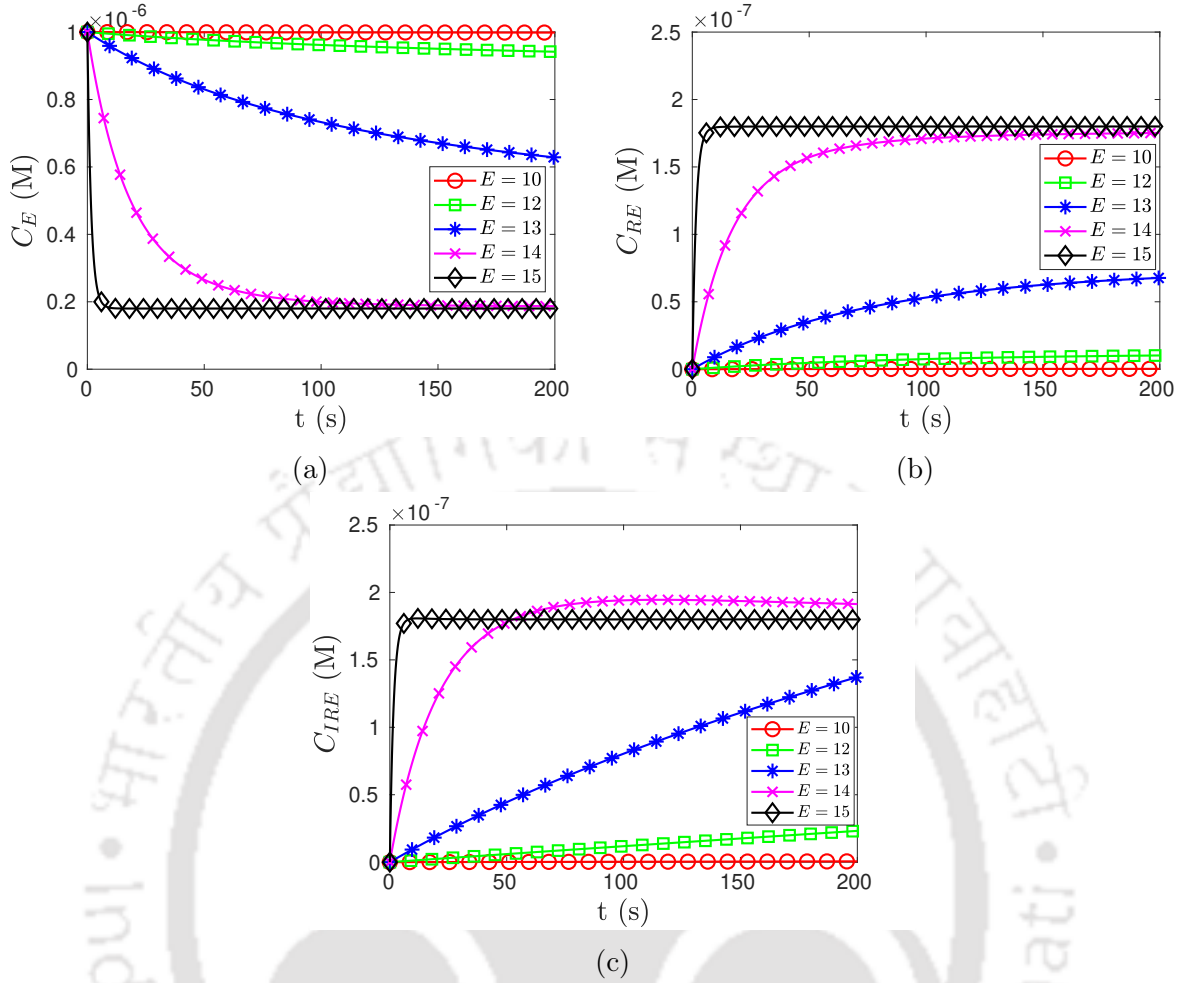 ×10⁻⁶
1
0.8
0.6
0.4
0.2
0
C_E (M)
E = 10
E = 12
E = 13
E = 14
E = 15
0 50 100 150 200
t (s)
(a)
×10⁻⁷
2.5
2
1.5
1
0.5
0
C_RE (M)
E = 10
E = 12
E = 13
E = 14
E = 15
0 50 100 150 200
t (s)
(b)
×10⁻⁷
2.5
2
1.5
1
0.5
0
C_IRE (M)
E = 10
E = 12
E = 13
E = 14
E = 15
0 50 100 150 200
t (s)
(c)